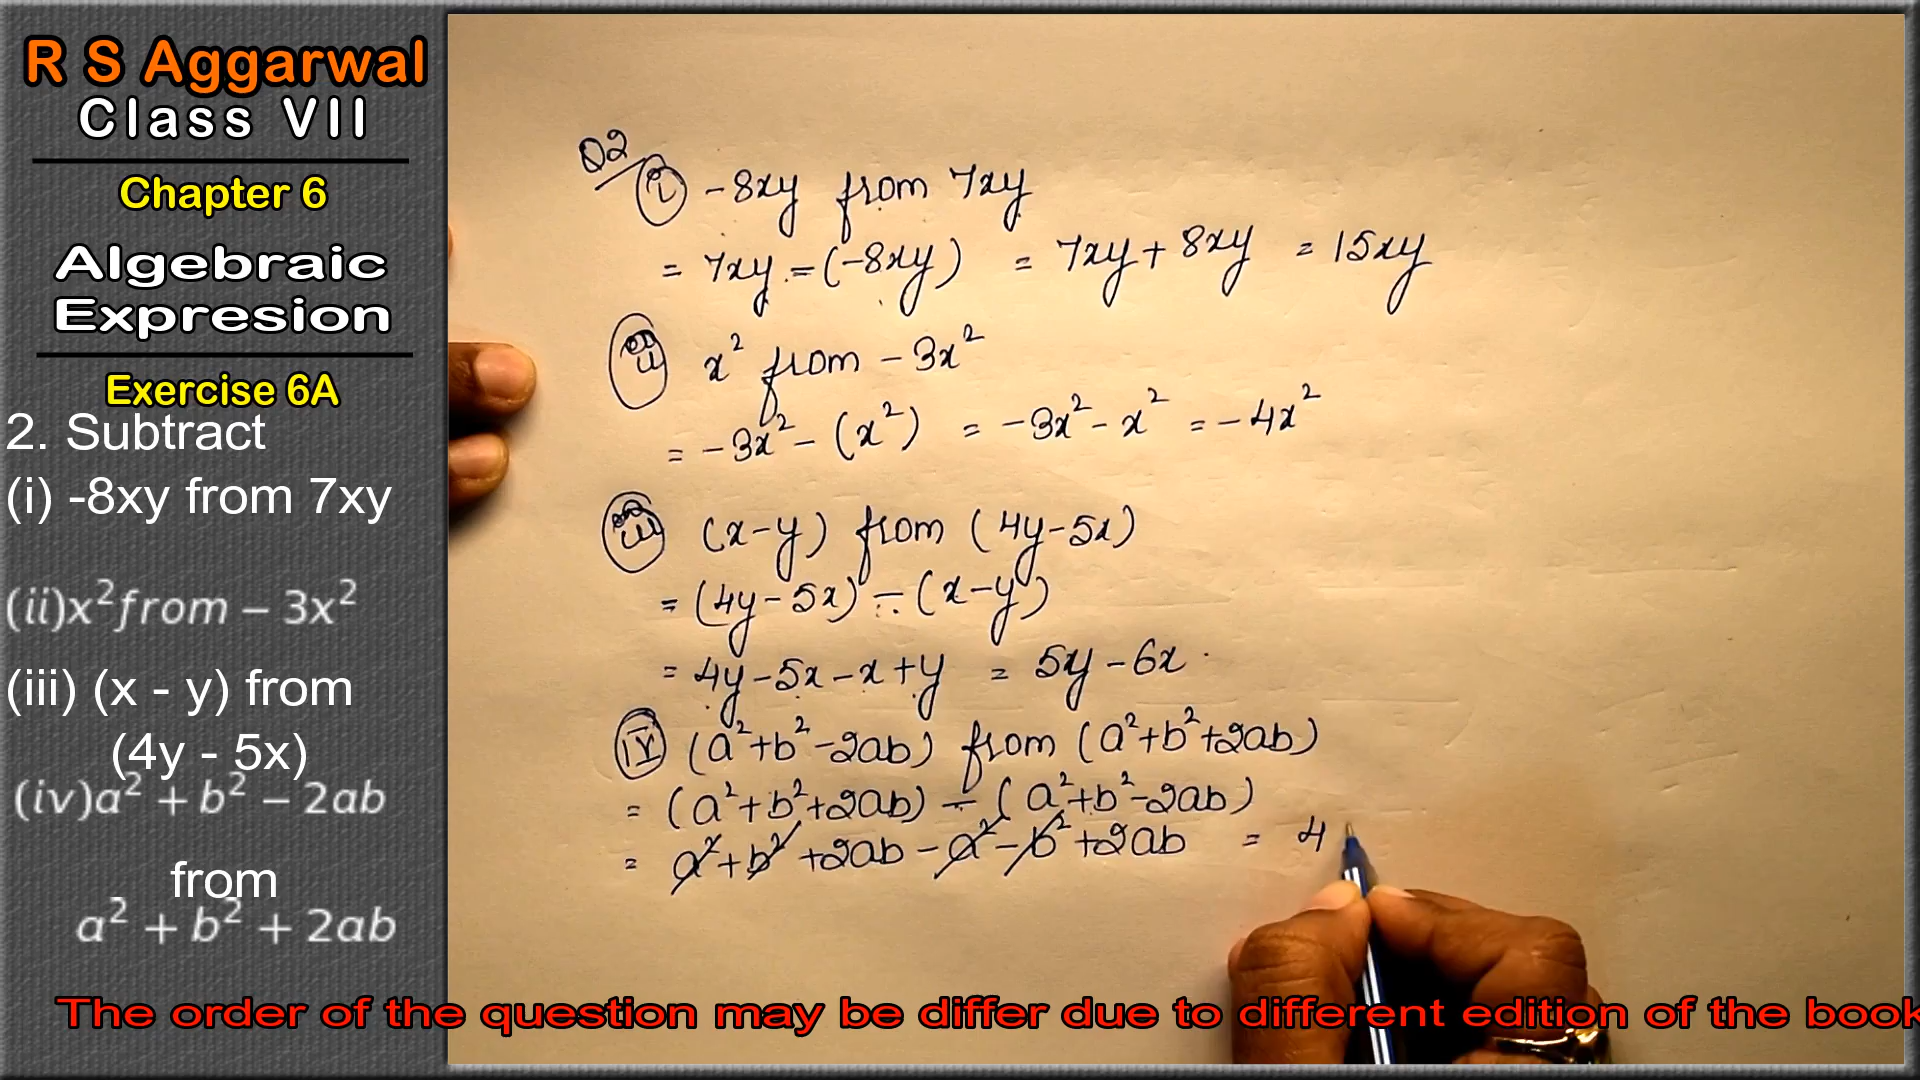 R S Aggarwal
Class VII
Chapter 6
Algebraic
Expresion
Exercise 6A
2. Subtract
(i) -8xy from 7xy
(ii)x² from – 3x²
(iii) (x - y) from
(4y - 5x)
(iv)a² + b² – 2ab
from
a² + b² + 2ab
Q2
(i) -8xy from 7xy
= 7xy - (-8xy) = 7xy + 8xy = 15xy
(ii) x² from -3x²
= -3x² - (x²) = -3x² - x² = -4x²
(iii) (x-y) from (4y-5x)
= (4y-5x) - (x-y)
= 4y-5x-x+y = 5y-6x
(iv) (a²+b²-2ab) from (a²+b²+2ab)
= (a²+b²+2ab) - (a²+b²-2ab)
= a²+b²+2ab-a²-b²+2ab = 4
The order of the question may be differ due to different edition of the book